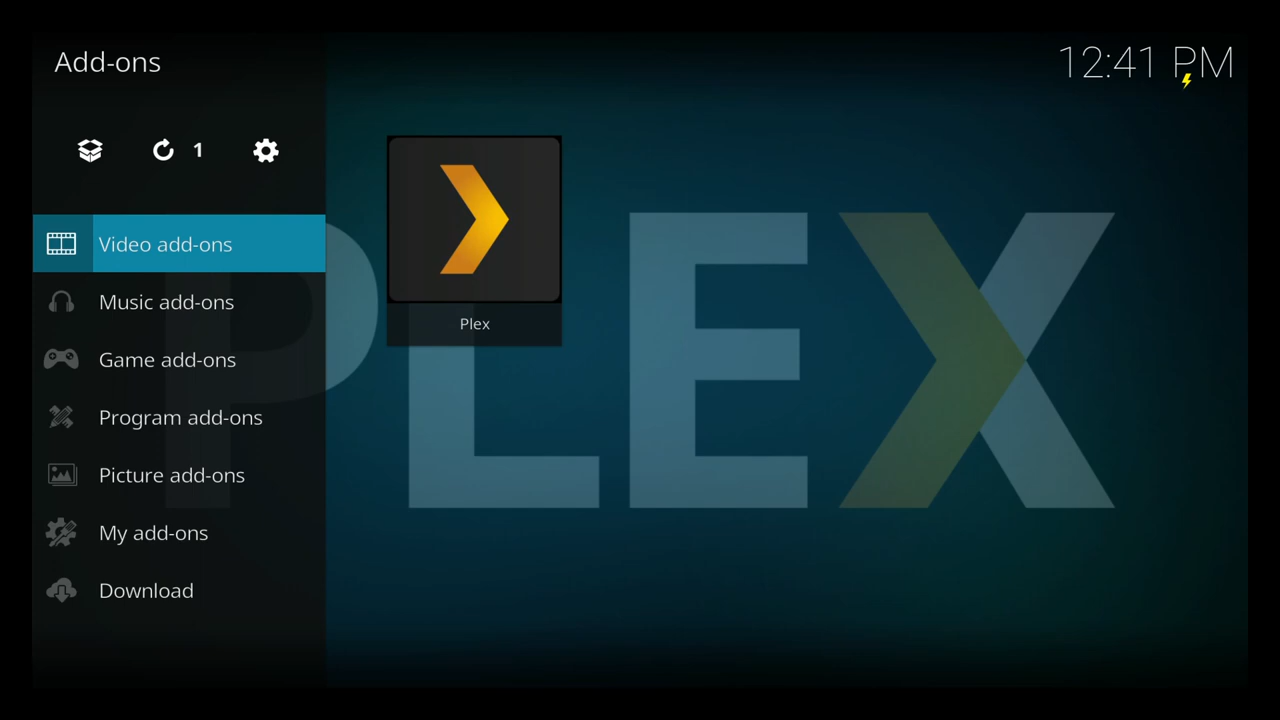 Add-ons
12:41 PM
1
Video add-ons
Music add-ons
Game add-ons
Program add-ons
Picture add-ons
My add-ons
Download
Plex
PLEX